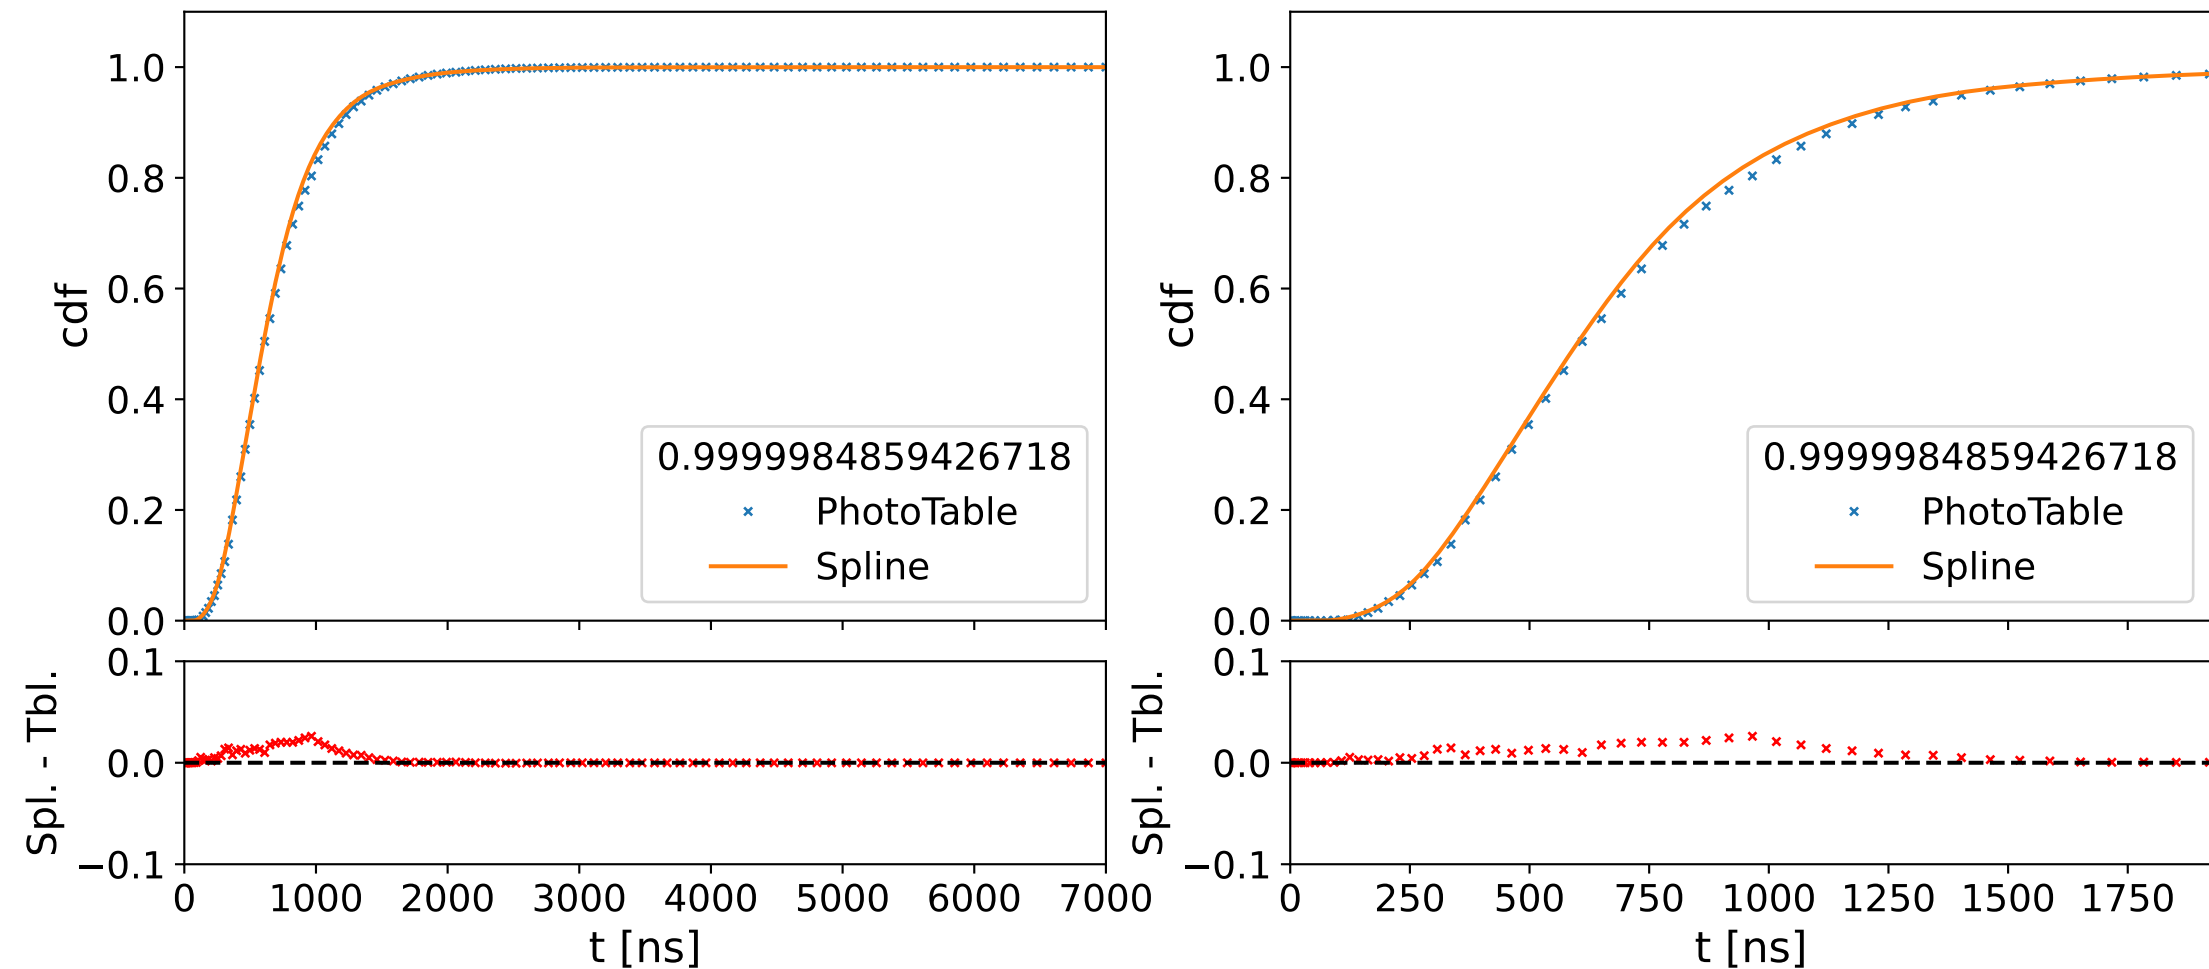 cdf
1.0
0.8
0.6
0.4
0.2
0.0
0.9999984859426718
PhotoTable
Spline
Spl. - Tbl.
0.1
0.0
−0.1
0 1000 2000 3000 4000 5000 6000 7000
t [ns]
cdf
1.0
0.8
0.6
0.4
0.2
0.0
0.9999984859426718
PhotoTable
Spline
Spl. - Tbl.
0.1
0.0
−0.1
0 250 500 750 1000 1250 1500 1750
t [ns]